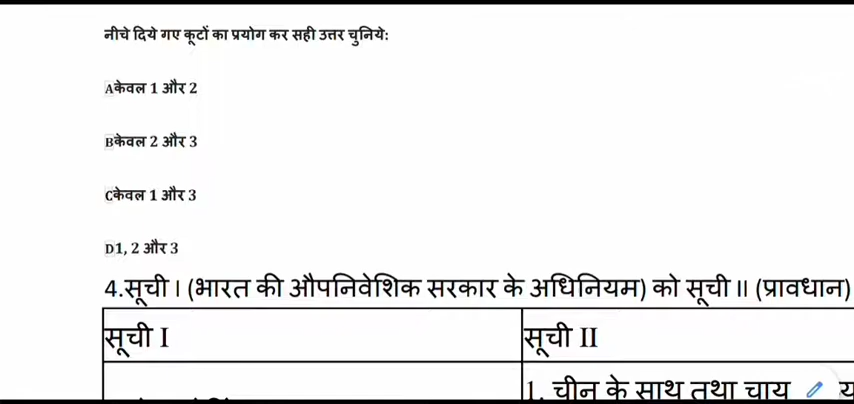 नीचे दिये गए कूटों का प्रयोग कर सही उत्तर चुनिये:
Aकेवल 1 और 2
Bकेवल 2 और 3
Cकेवल 1 और 3
D1, 2 और 3
4.सूची I (भारत की औपनिवेशिक सरकार के अधिनियम) को सूची II (प्रावधान)
सूची I
सूची II
1. चीन के साथ तथा चाय